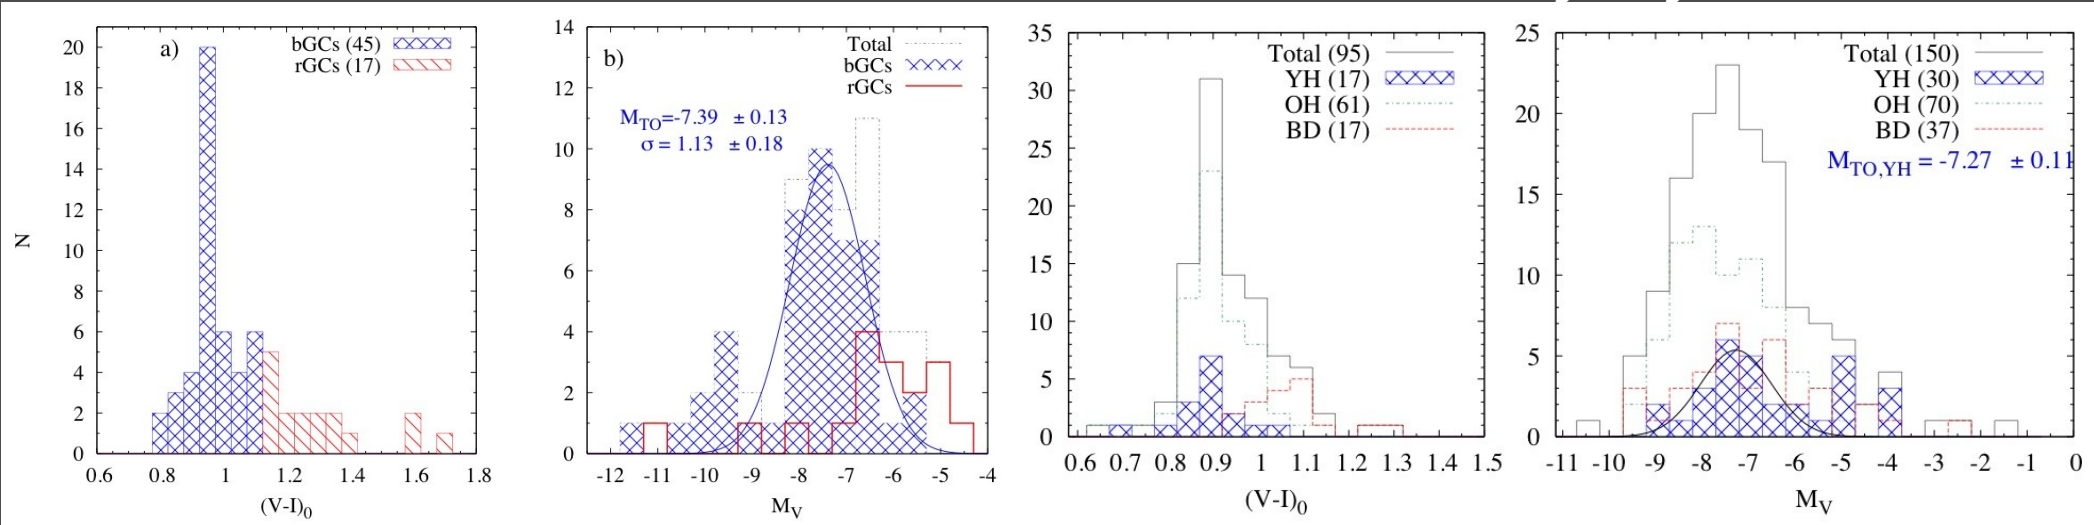 a)
bGCs (45)
rGCs (17)
N
20
18
16
14
12
10
8
6
4
2
0
0.6 0.8 1 1.2 1.4 1.6 1.8
(V-I)0
b)
Total
bGCs
rGCs
MTO=-7.39 ± 0.13
σ = 1.13 ± 0.18
14
12
10
8
6
4
2
0
-12 -11 -10 -9 -8 -7 -6 -5 -4
MV
Total (95)
YH (17)
OH (61)
BD (17)
35
30
25
20
15
10
5
0
0.6 0.7 0.8 0.9 1 1.1 1.2 1.3 1.4 1.5
(V-I)0
Total (150)
YH (30)
OH (70)
BD (37)
MTO,YH = -7.27 ± 0.11
25
20
15
10
5
0
-11 -10 -9 -8 -7 -6 -5 -4 -3 -2 -1 0
MV